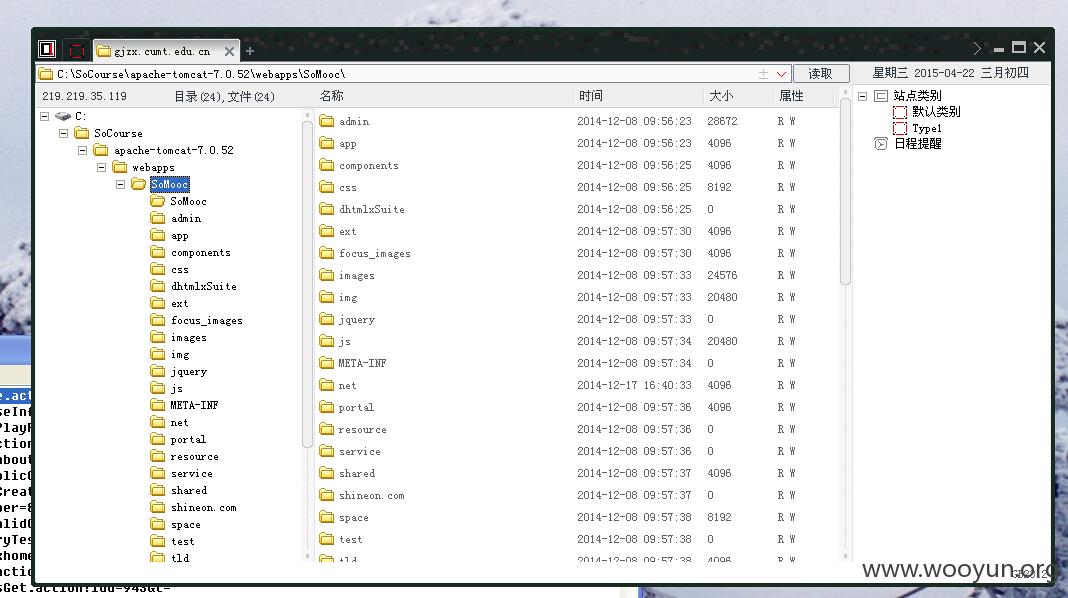 gjzx.cumt.edu.cn
C:\SoCourse\apache-tomcat-7.0.52\webapps\SoMooc\
读取
星期三 2015-04-22 三月初四
219.219.35.119
目录(24),文件(24)
C:
SoCourse
apache-tomcat-7.0.52
webapps
SoMooc
SoMooc
admin
app
components
css
dhtmlxSuite
ext
focus_images
images
img
jquery
js
META-INF
net
portal
resource
service
shared
shineon.com
space
test
tld
名称 时间 大小 属性
admin 2014-12-08 09:56:23 28672 R W
app 2014-12-08 09:56:23 4096 R W
components 2014-12-08 09:56:25 4096 R W
css 2014-12-08 09:56:25 8192 R W
dhtmlxSuite 2014-12-08 09:56:25 0 R W
ext 2014-12-08 09:57:30 4096 R W
focus_images 2014-12-08 09:57:30 4096 R W
images 2014-12-08 09:57:33 24576 R W
img 2014-12-08 09:57:33 20480 R W
jquery 2014-12-08 09:57:33 0 R W
js 2014-12-08 09:57:34 20480 R W
META-INF 2014-12-08 09:57:34 0 R W
net 2014-12-17 16:40:33 4096 R W
portal 2014-12-08 09:57:36 4096 R W
resource 2014-12-08 09:57:36 0 R W
service 2014-12-08 09:57:36 0 R W
shared 2014-12-08 09:57:37 4096 R W
shineon.com 2014-12-08 09:57:37 0 R W
space 2014-12-08 09:57:38 8192 R W
test 2014-12-08 09:57:38 0 R W
tld 2014-12-08 09:57:38 4096 R W
站点类别
默认类别
Type1
日程提醒
www.wooyun.org